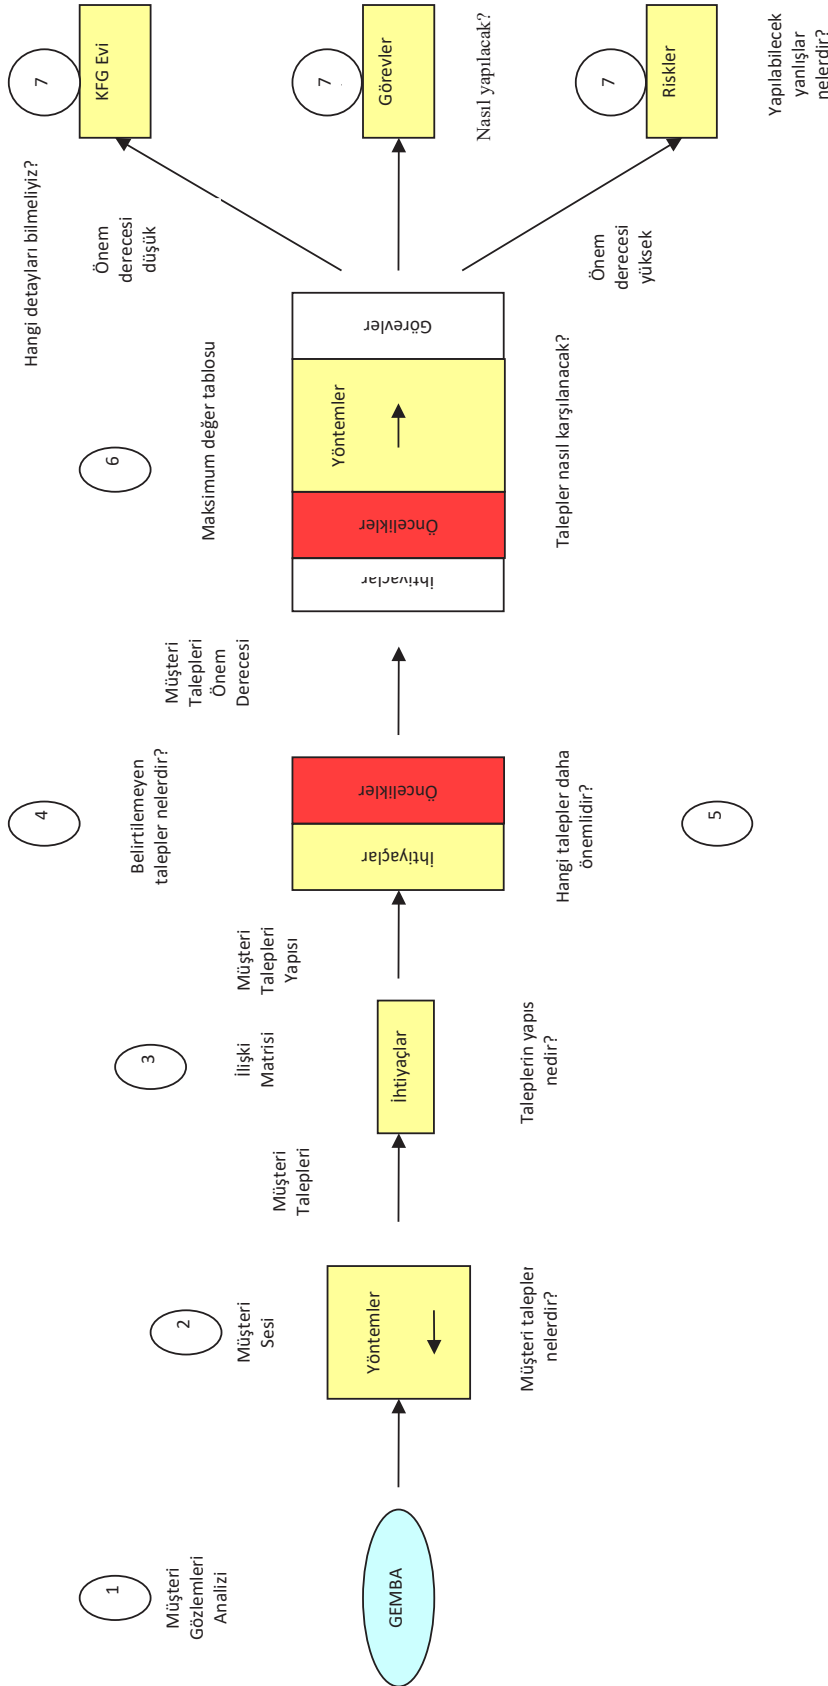 1
Müşteri
Gözlemleri
Analizi
GEMBA
2
Müşteri
Sesi
Yöntemler
Müşteri talepler
nelerdir?
Müşteri
Talepleri
3
İlişki
Matrisi
İhtiyaçlar
Taleplerin yapıs
nedir?
Müşteri
Talepleri
Yapısı
4
Belirtilemeyen
talepler nelerdir?
İhtiyaçlar
Öncelikler
Hangi talepler daha
önemlidir?
5
Müşteri
Talepleri
Önem
Derecesi
6
Maksimum değer tablosu
İhtiyaçlar
Öncelikler
Yöntemler
Görevler
Talepler nasıl karşılanacak?
Hangi detayları bilmeliyiz?
Önem
derecesi
düşük
Önem
derecesi
yüksek
7
KFG Evi
7
Görevler
Nasıl yapılacak?
7
Riskler
Yapılabilecek
yanlışlar
nelerdir?